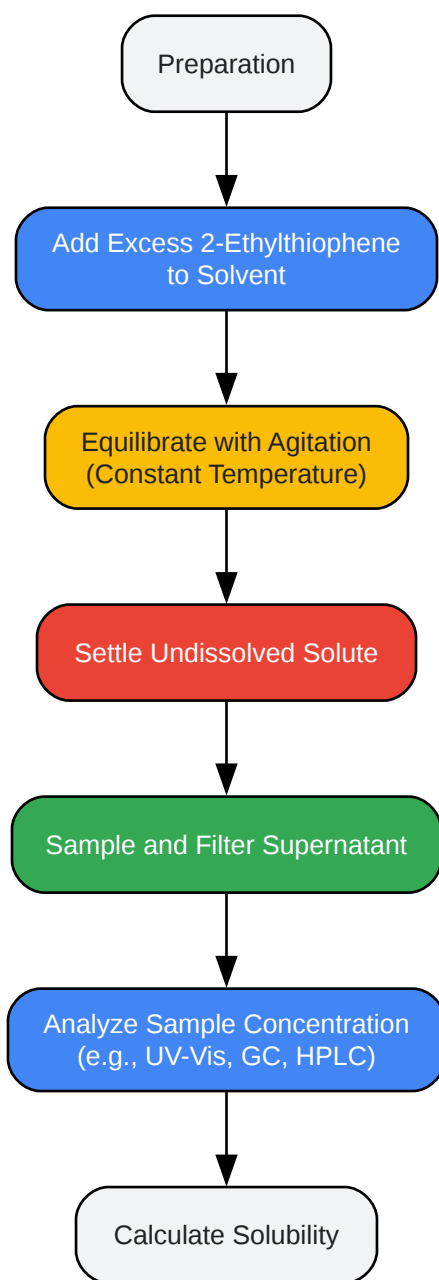 Preparation
Add Excess 2-Ethylthiophene
to Solvent
Equilibrate with Agitation
(Constant Temperature)
Settle Undissolved Solute
Sample and Filter Supernatant
Analyze Sample Concentration
(e.g., UV-Vis, GC, HPLC)
Calculate Solubility